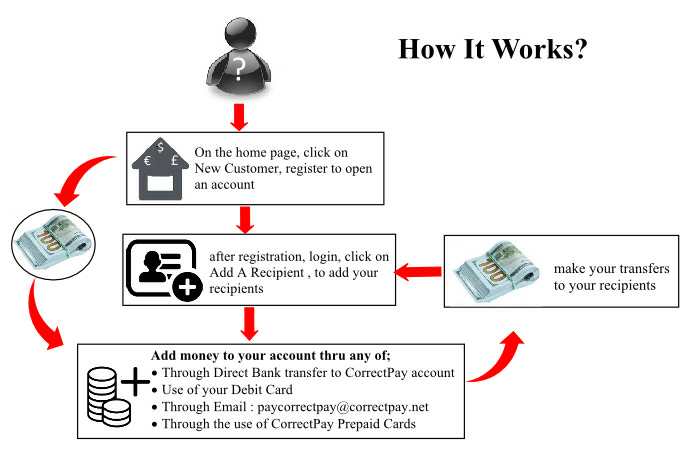 How It Works?
?
$
€ £
On the home page, click on
New Customer, register to open
an account
100
after registration, login, click on
Add A Recipient , to add your
recipients
100
make your transfers
to your recipients
Add money to your account thru any of;
• Through Direct Bank transfer to CorrectPay account
• Use of your Debit Card
• Through Email : paycorrectpay@correctpay.net
• Through the use of CorrectPay Prepaid Cards